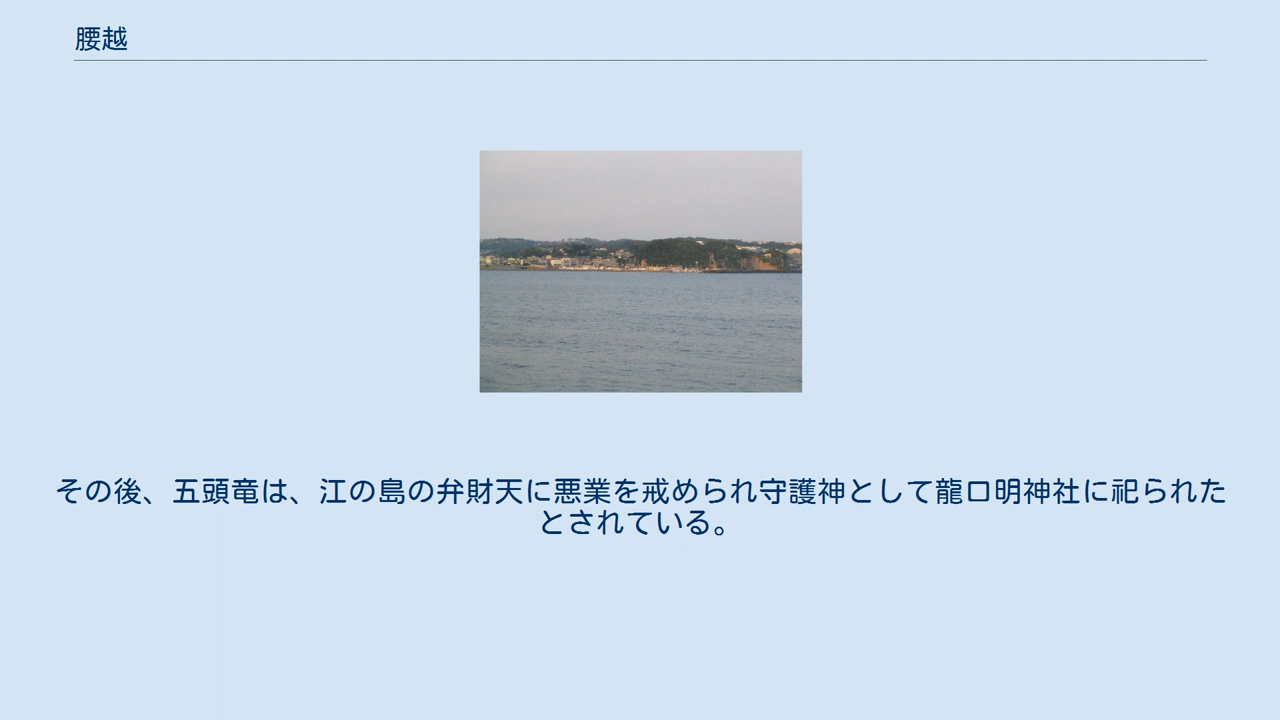 腰越
その後、五頭竜は、江の島の弁財天に悪業を戒められ守護神として龍口明神社に祀られた
とされている。